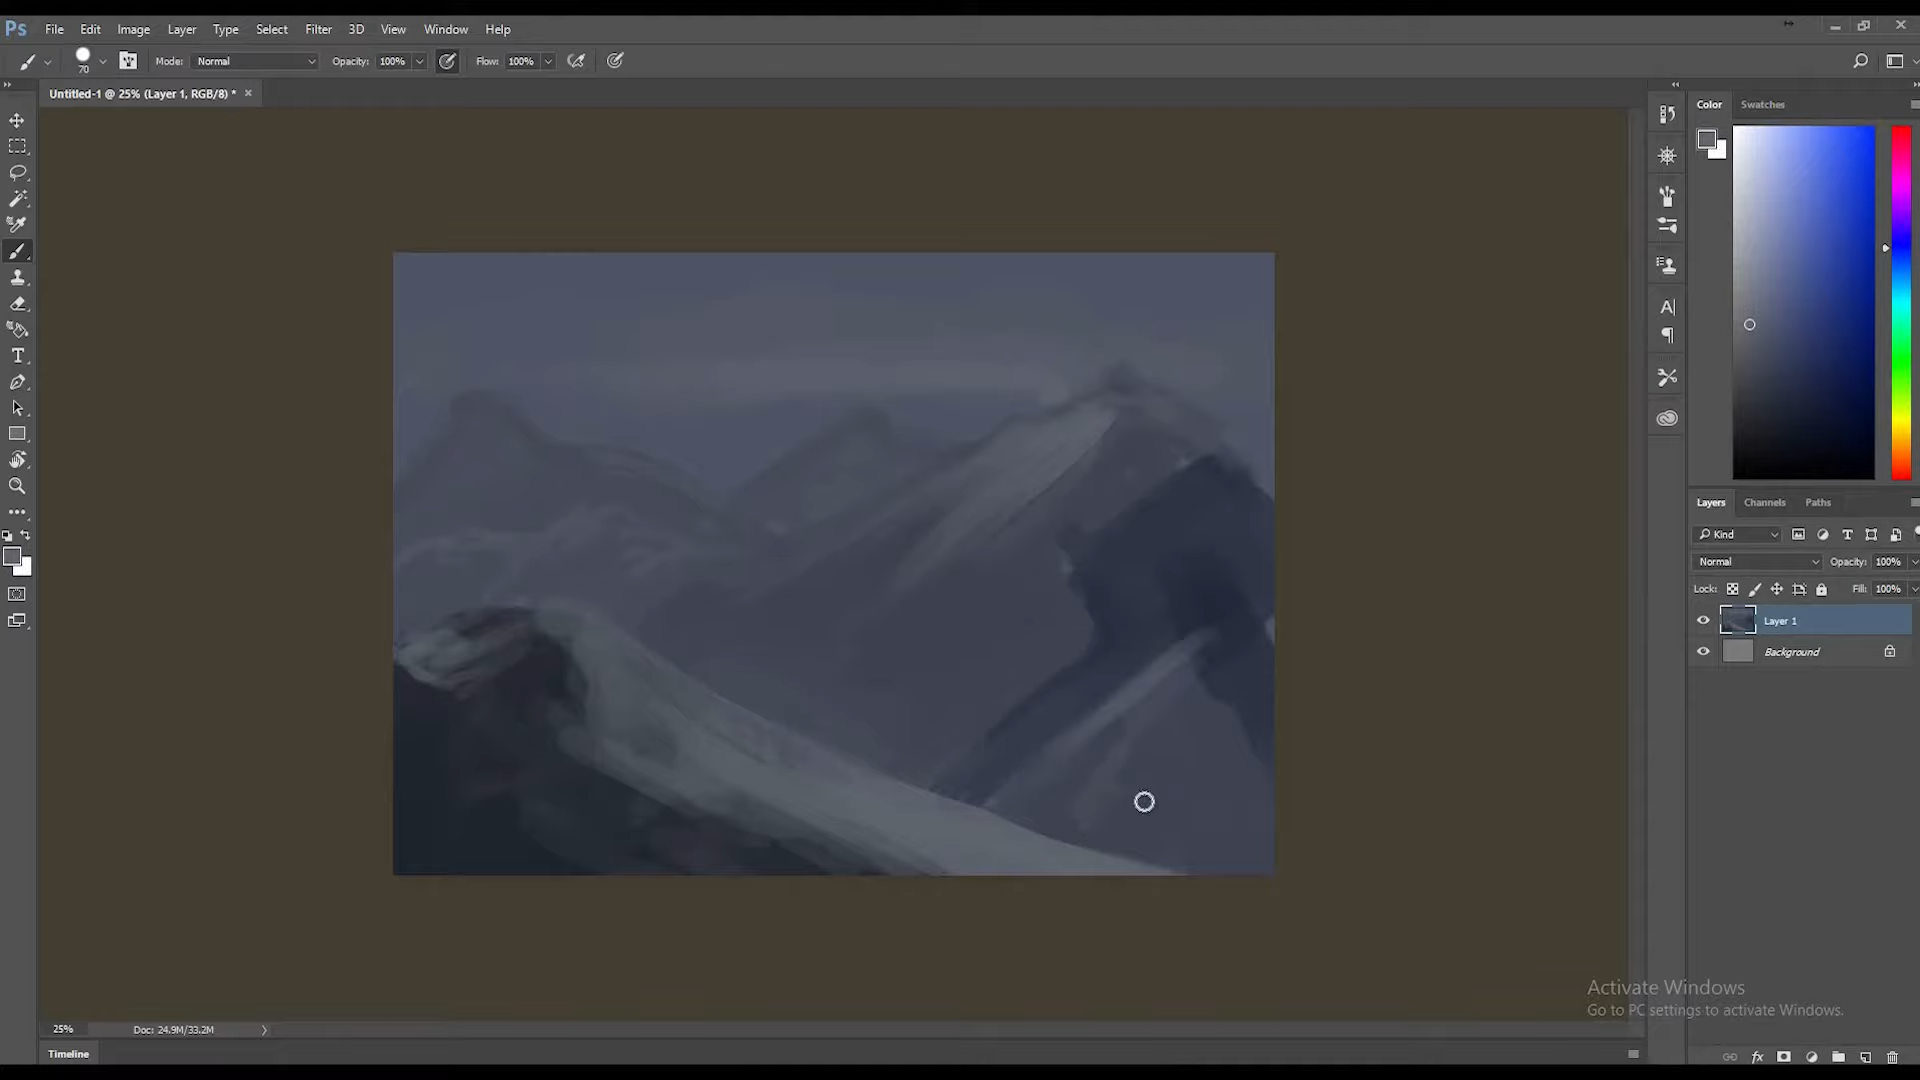 Ps File Edit Image Layer Type Select Filter 3D View Window Help
70 Mode: Normal Opacity: 100% Flow: 100%
Untitled-1 @ 25% (Layer 1, RGB/8) *
Color Swatches
Layers Channels Paths
Kind
Normal Opacity: 100%
Lock: Fill: 100%
Layer 1
Background
Activate Windows
Go to PC settings to activate Windows.
25% Doc: 24.9M/33.2M
Timeline